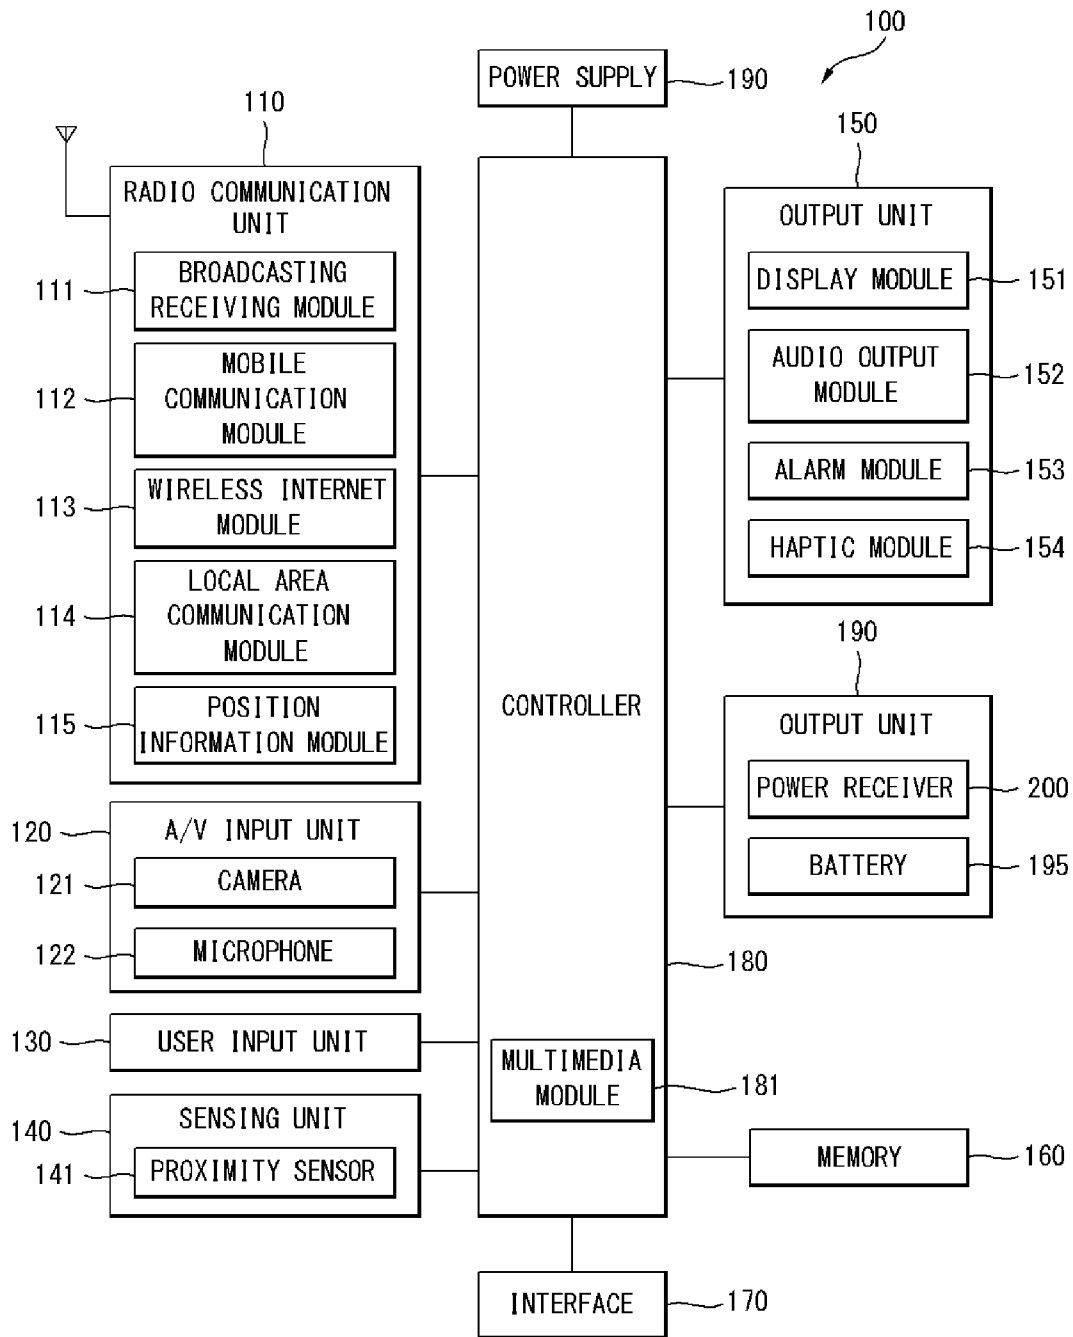 100
POWER SUPPLY
190
110
RADIO COMMUNICATION
UNIT
111
BROADCASTING
RECEIVING MODULE
112
MOBILE
COMMUNICATION
MODULE
113
WIRELESS INTERNET
MODULE
114
LOCAL AREA
COMMUNICATION
MODULE
115
POSITION
INFORMATION MODULE
120
A/V INPUT UNIT
121
CAMERA
122
MICROPHONE
130
USER INPUT UNIT
140
SENSING UNIT
141
PROXIMITY SENSOR
CONTROLLER
180
MULTIMEDIA
MODULE
181
150
OUTPUT UNIT
DISPLAY MODULE
151
AUDIO OUTPUT
MODULE
152
ALARM MODULE
153
HAPTIC MODULE
154
190
OUTPUT UNIT
POWER RECEIVER
200
BATTERY
195
MEMORY
160
INTERFACE
170